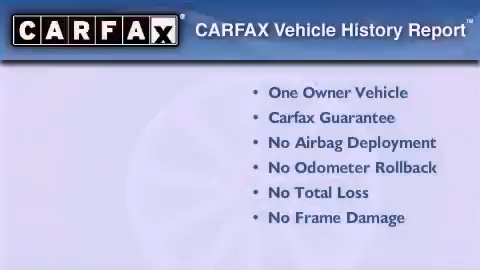 CARFAX® CARFAX Vehicle History Report™
• One Owner Vehicle
• Carfax Guarantee
• No Airbag Deployment
• No Odometer Rollback
• No Total Loss
• No Frame Damage